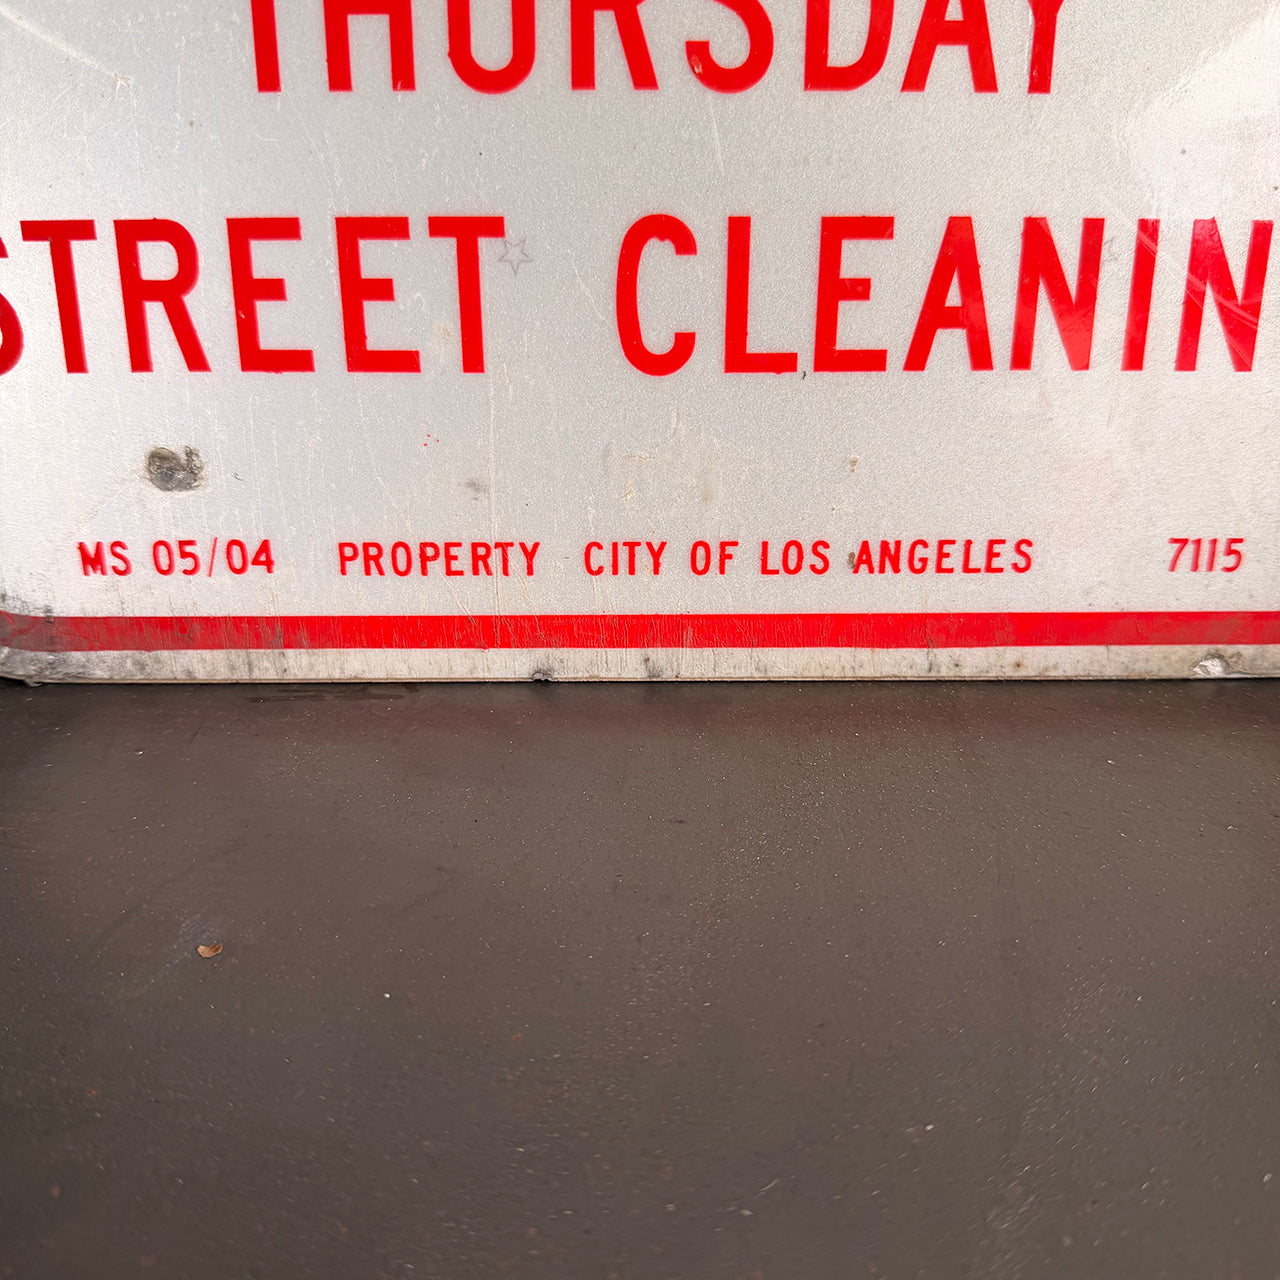 THURSDAY
STREET CLEANIN
MS 05/04 PROPERTY CITY OF LOS ANGELES 7115